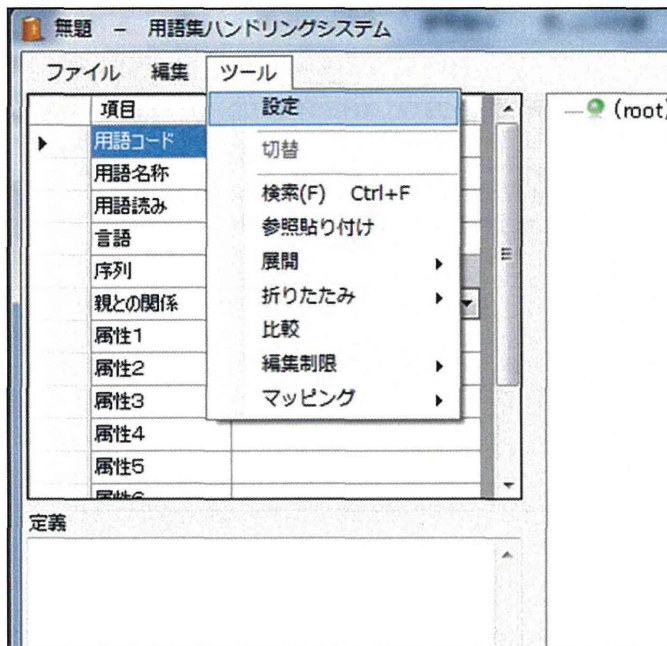 無題 － 用語集ハンドリングシステム
ファイル 編集 ツール
項目
用語コード
用語名称
用語読み
言語
序列
親との関係
属性1
属性2
属性3
属性4
属性5
属性6
設定
切替
検索(F) Ctrl+F
参照貼り付け
展開
折りたたみ
比較
編集制限
マッピング
(root)
定義